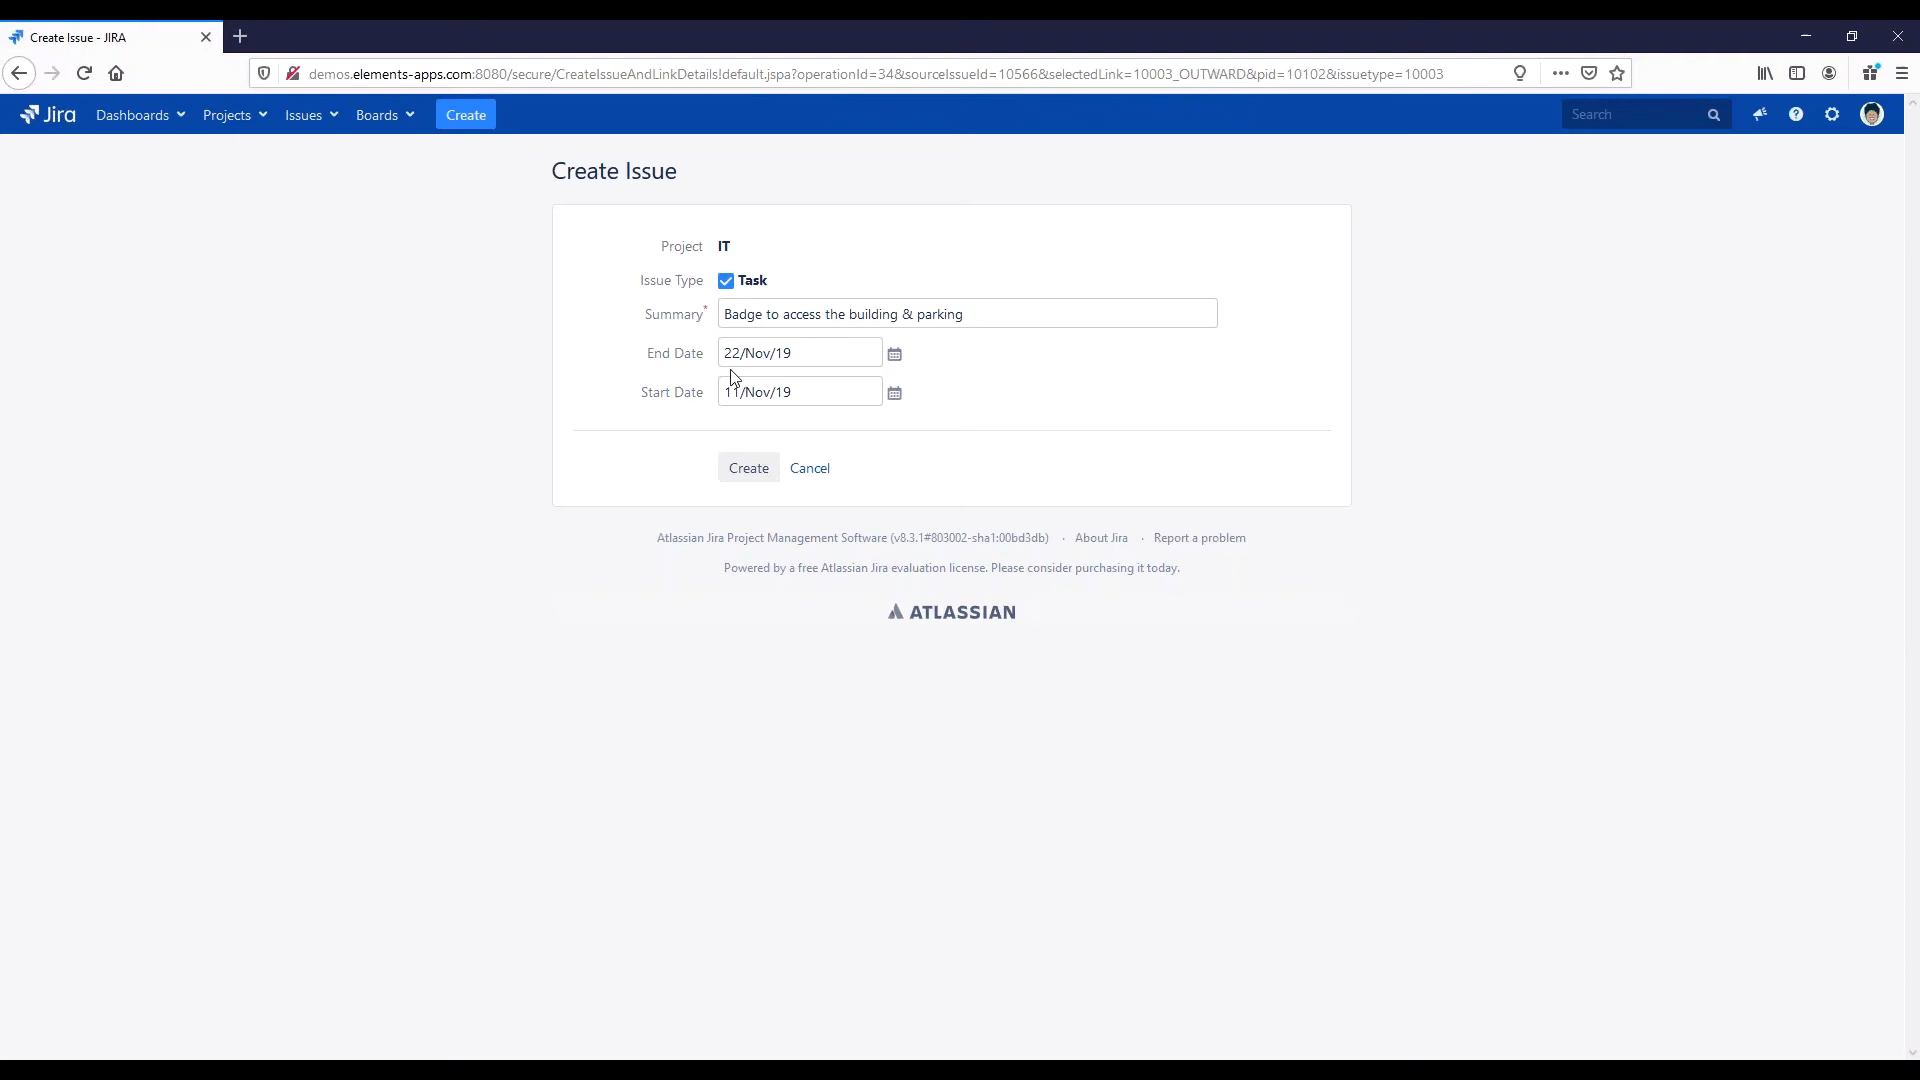 Create Issue - JIRA
demos.elements-apps.com:8080/secure/CreateIssueAndLinkDetails!default.jspa?operationId=34&sourceIssueId=10566&selectedLink=10003_OUTWARD&pid=10102&issuetype=10003
Jira Dashboards Projects Issues Boards Create Search
Create Issue
Project IT
Issue Type Task
Summary* Badge to access the building & parking
End Date 22/Nov/19
Start Date 11/Nov/19
Create Cancel
Atlassian Jira Project Management Software (v8.3.1#803002-sha1:00bd3db) · About Jira · Report a problem
Powered by a free Atlassian Jira evaluation license. Please consider purchasing it today.
ATLASSIAN